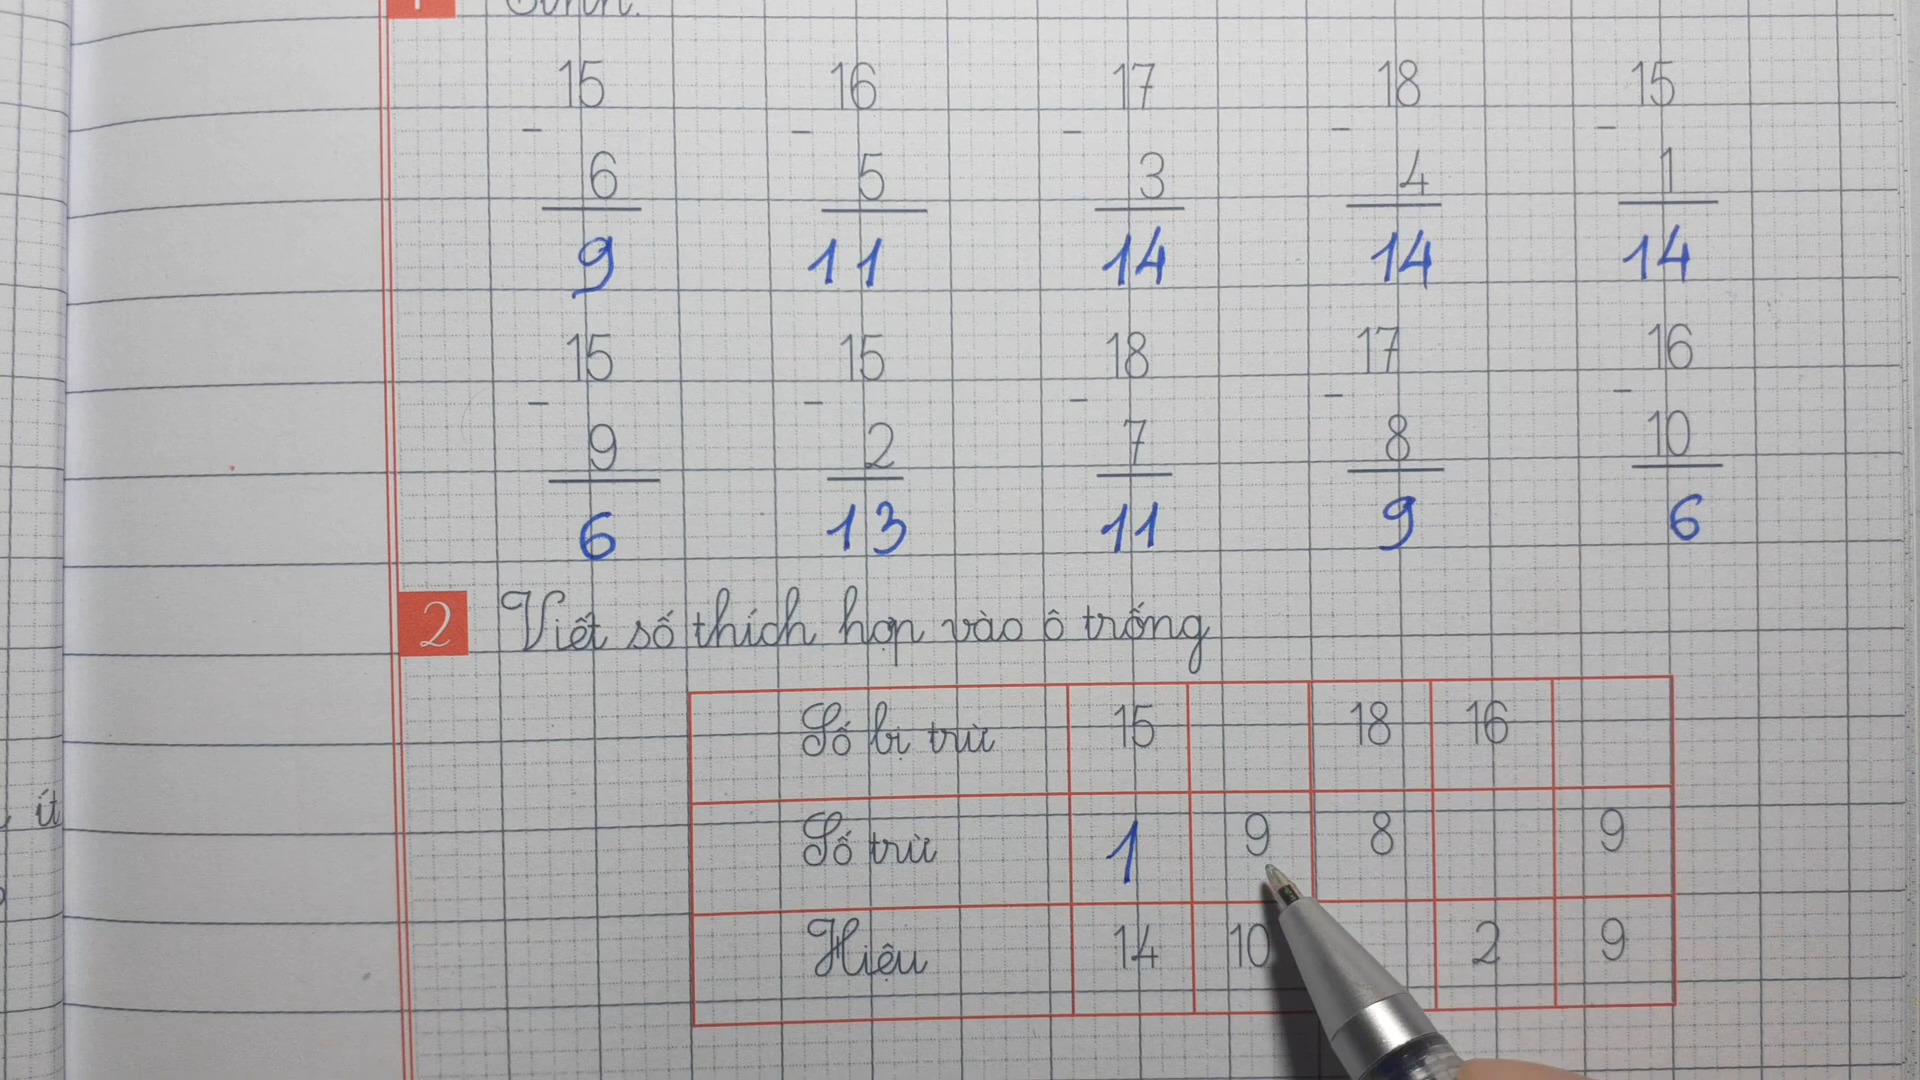 1
15 16 17 18 15
- - - - -
6 5 3 4 1
9 11 14 14 14
15 15 18 17 16
- - - - -
9 2 7 8 10
6 13 11 9 6
2 Viết số thích hợp vào ô trống
Số bị trừ 15 18 16
Số trừ 1 9 8 9
ít
Hiệu 14 10 2 9